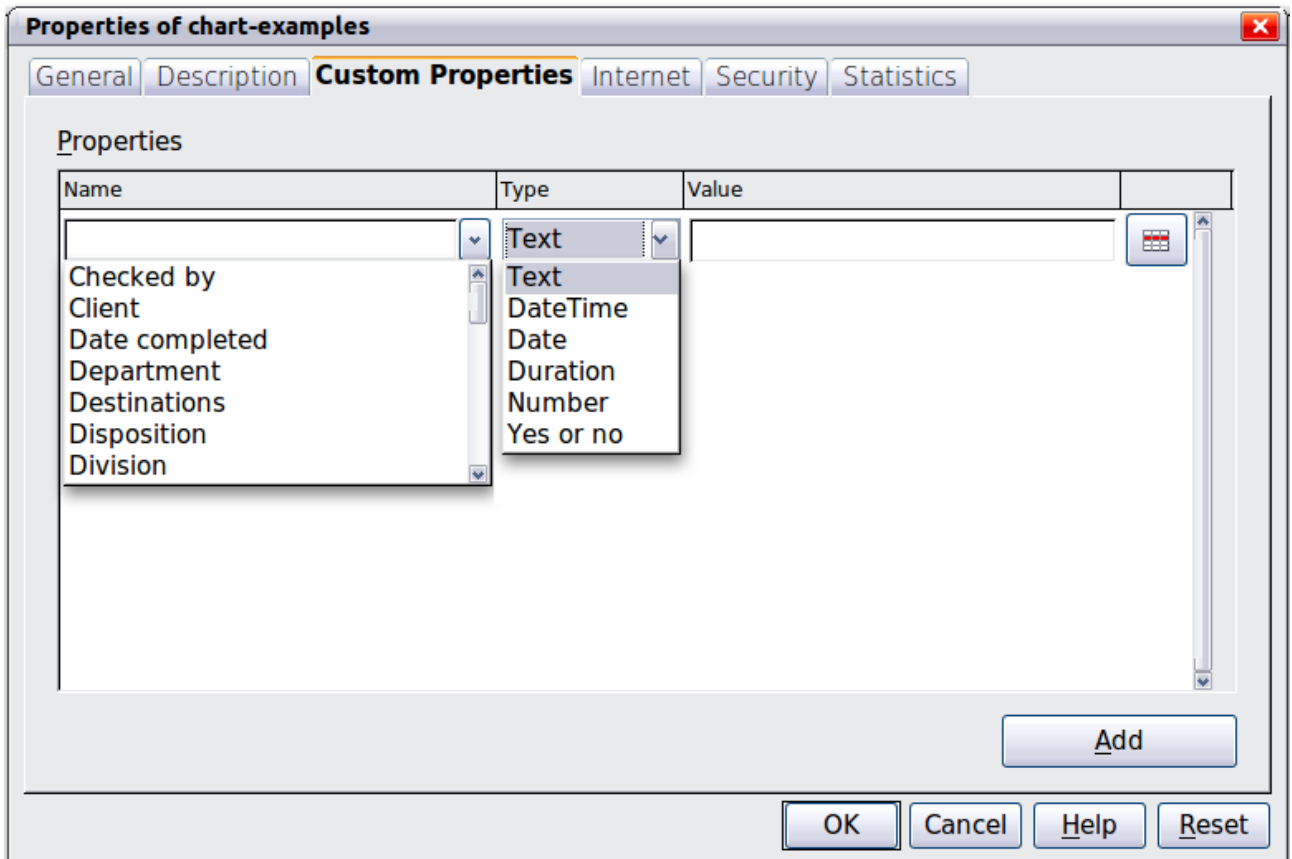 Properties of chart-examples
General Description Custom Properties Internet Security Statistics
Properties
Name Type Value
Text
Checked by Text
Client DateTime
Date completed Date
Department Duration
Destinations Number
Disposition Yes or no
Division
Add
OK Cancel Help Reset